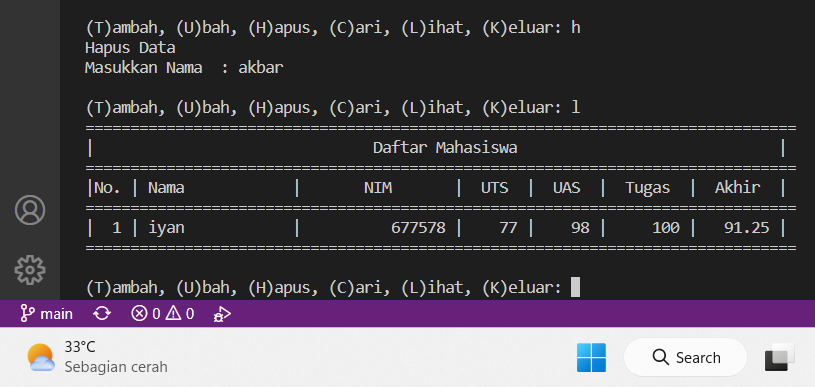 (T)ambah, (U)bah, (H)apus, (C)ari, (L)ihat, (K)eluar: h
Hapus Data
Masukkan Nama  : akbar
(T)ambah, (U)bah, (H)apus, (C)ari, (L)ihat, (K)eluar: l
===============================================================================
|                               Daftar Mahasiswa                              |
===============================================================================
|No. | Nama            |       NIM       |  UTS  |  UAS  |  Tugas  |  Akhir  |
===============================================================================
|  1 | iyan            |          677578 |    77 |    98 |     100 |   91.25 |
===============================================================================
(T)ambah, (U)bah, (H)apus, (C)ari, (L)ihat, (K)eluar:
main 0 0
33°C
Sebagian cerah
Search